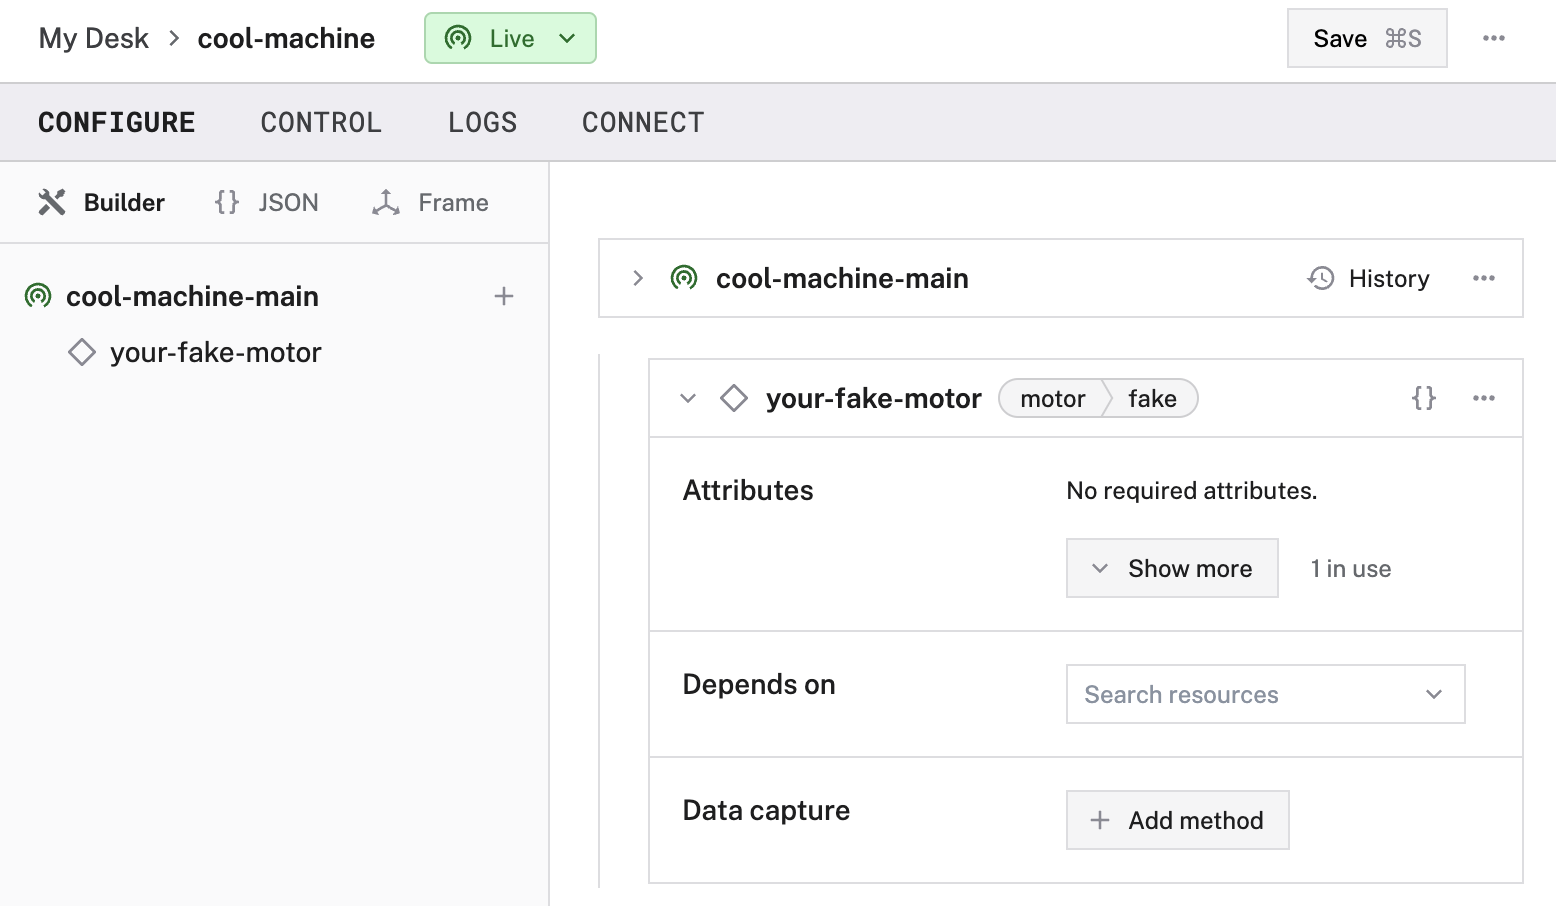 My Desk > cool-machine Live Save ⌘S ...
CONFIGURE CONTROL LOGS CONNECT
Builder {} JSON Frame
cool-machine-main +
your-fake-motor
cool-machine-main History ...
your-fake-motor motor fake {} ...
Attributes No required attributes.
Show more 1 in use
Depends on Search resources
Data capture + Add method